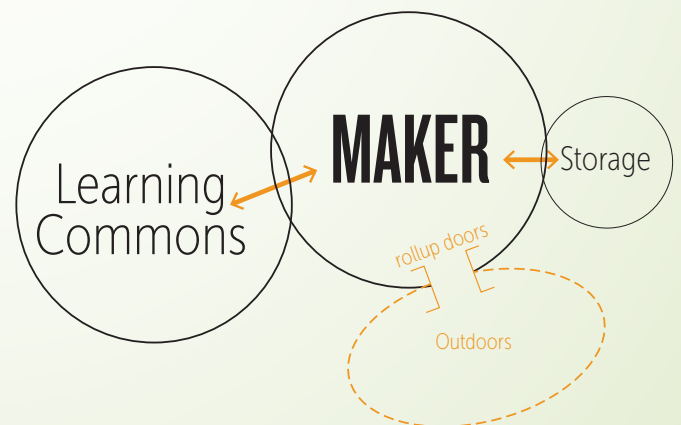 Learning
Commons
MAKER
Storage
rollup doors
Outdoors